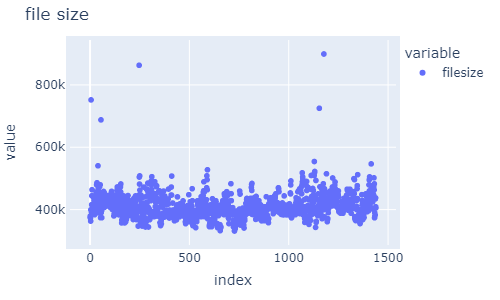 file size
variable
filesize
800k
600k
400k
value
0
500
1000
1500
index